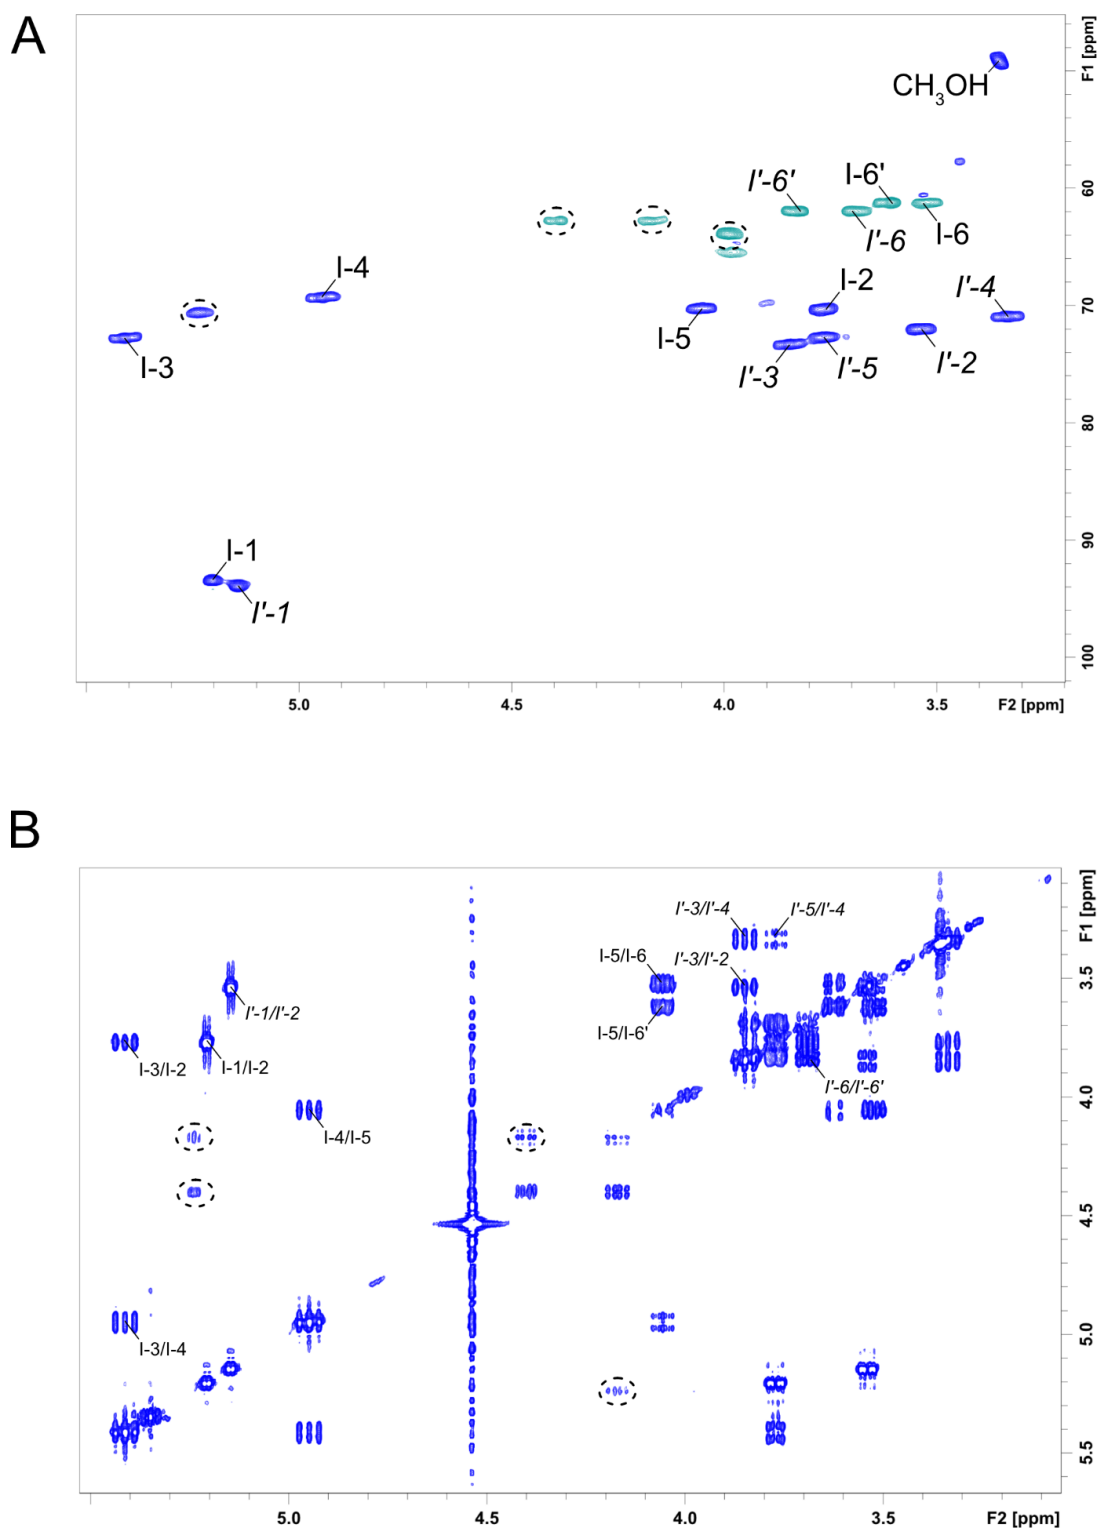 A
F1 [ppm]
CH3OH
I'-6'
I-6'
I'-6
I-6
I-4
I-2
I'-4
I-5
I-3
I'-3
I'-5
I'-2
I-1
I'-1
60
70
80
90
100
5.0 4.5 4.0 3.5 F2 [ppm]
B
F1 [ppm]
I'-3/I'-4
I'-5/I'-4
I-5/I-6
I'-3/I'-2
I'-1/I'-2
I-5/I-6'
I-3/I-2
I-1/I-2
I'-6/I'-6'
I-4/I-5
I-3/I-4
3.5
4.0
4.5
5.0
5.5
5.0 4.5 4.0 3.5 F2 [ppm]